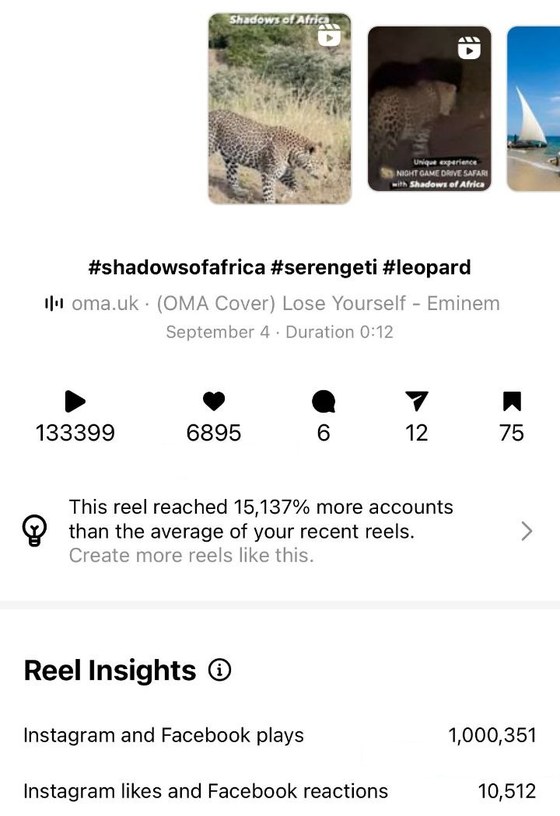 Shadows of Africa
Unique experience
NIGHT GAME DRIVE SAFARI
with Shadows of Africa
#shadowsofafrica #serengeti #leopard
oma.uk · (OMA Cover) Lose Yourself - Eminem
September 4 · Duration 0:12
133399 6895 6 12 75
This reel reached 15,137% more accounts
than the average of your recent reels.
Create more reels like this.
Reel Insights
Instagram and Facebook plays 1,000,351
Instagram likes and Facebook reactions 10,512